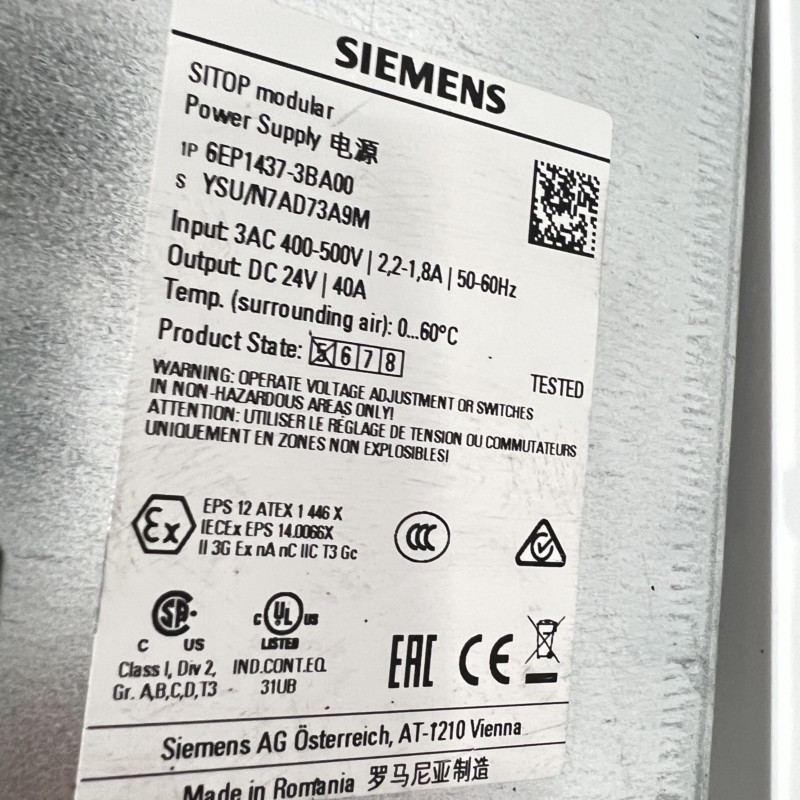 SIEMENS
SITOP modular
Power Supply 电源
1P 6EP1437-3BA00
S YSU/N7AD73A9M
Input: 3AC 400-500V | 2,2-1,8A | 50-60Hz
Output: DC 24V | 40A
Temp. (surrounding air): 0...60°C
Product State: 5 6 7 8
TESTED
WARNING: OPERATE VOLTAGE ADJUSTMENT OR SWITCHES
IN NON-HAZARDOUS AREAS ONLY!
ATTENTION: UTILISER LE RÉGLAGE DE TENSION OU COMMUTATEURS
UNIQUEMENT EN ZONES NON EXPLOSIBLES!
Ex
EPS 12 ATEX 1 446 X
IECEx EPS 14.0066X
II 3G Ex nA nC IIC T3 Gc
CCC
SA
C US
Class I, Div 2,
Gr. A,B,C,D,T3
C UL US
LISTED
IND.CONT.EQ.
31UB
EAC CE
Siemens AG Österreich, AT-1210 Vienna
Made in Romania 罗马尼亚制造